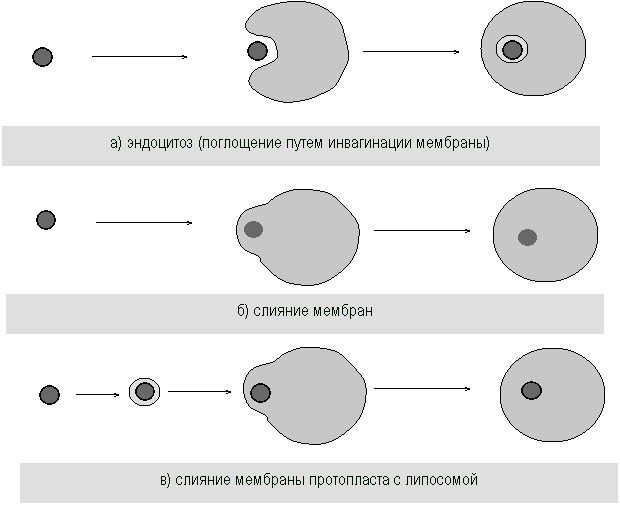 а) эндоцитоз (поглощение путем инвагинации мембраны)
б) слияние мембран
в) слияние мембраны протопласта с липосомой